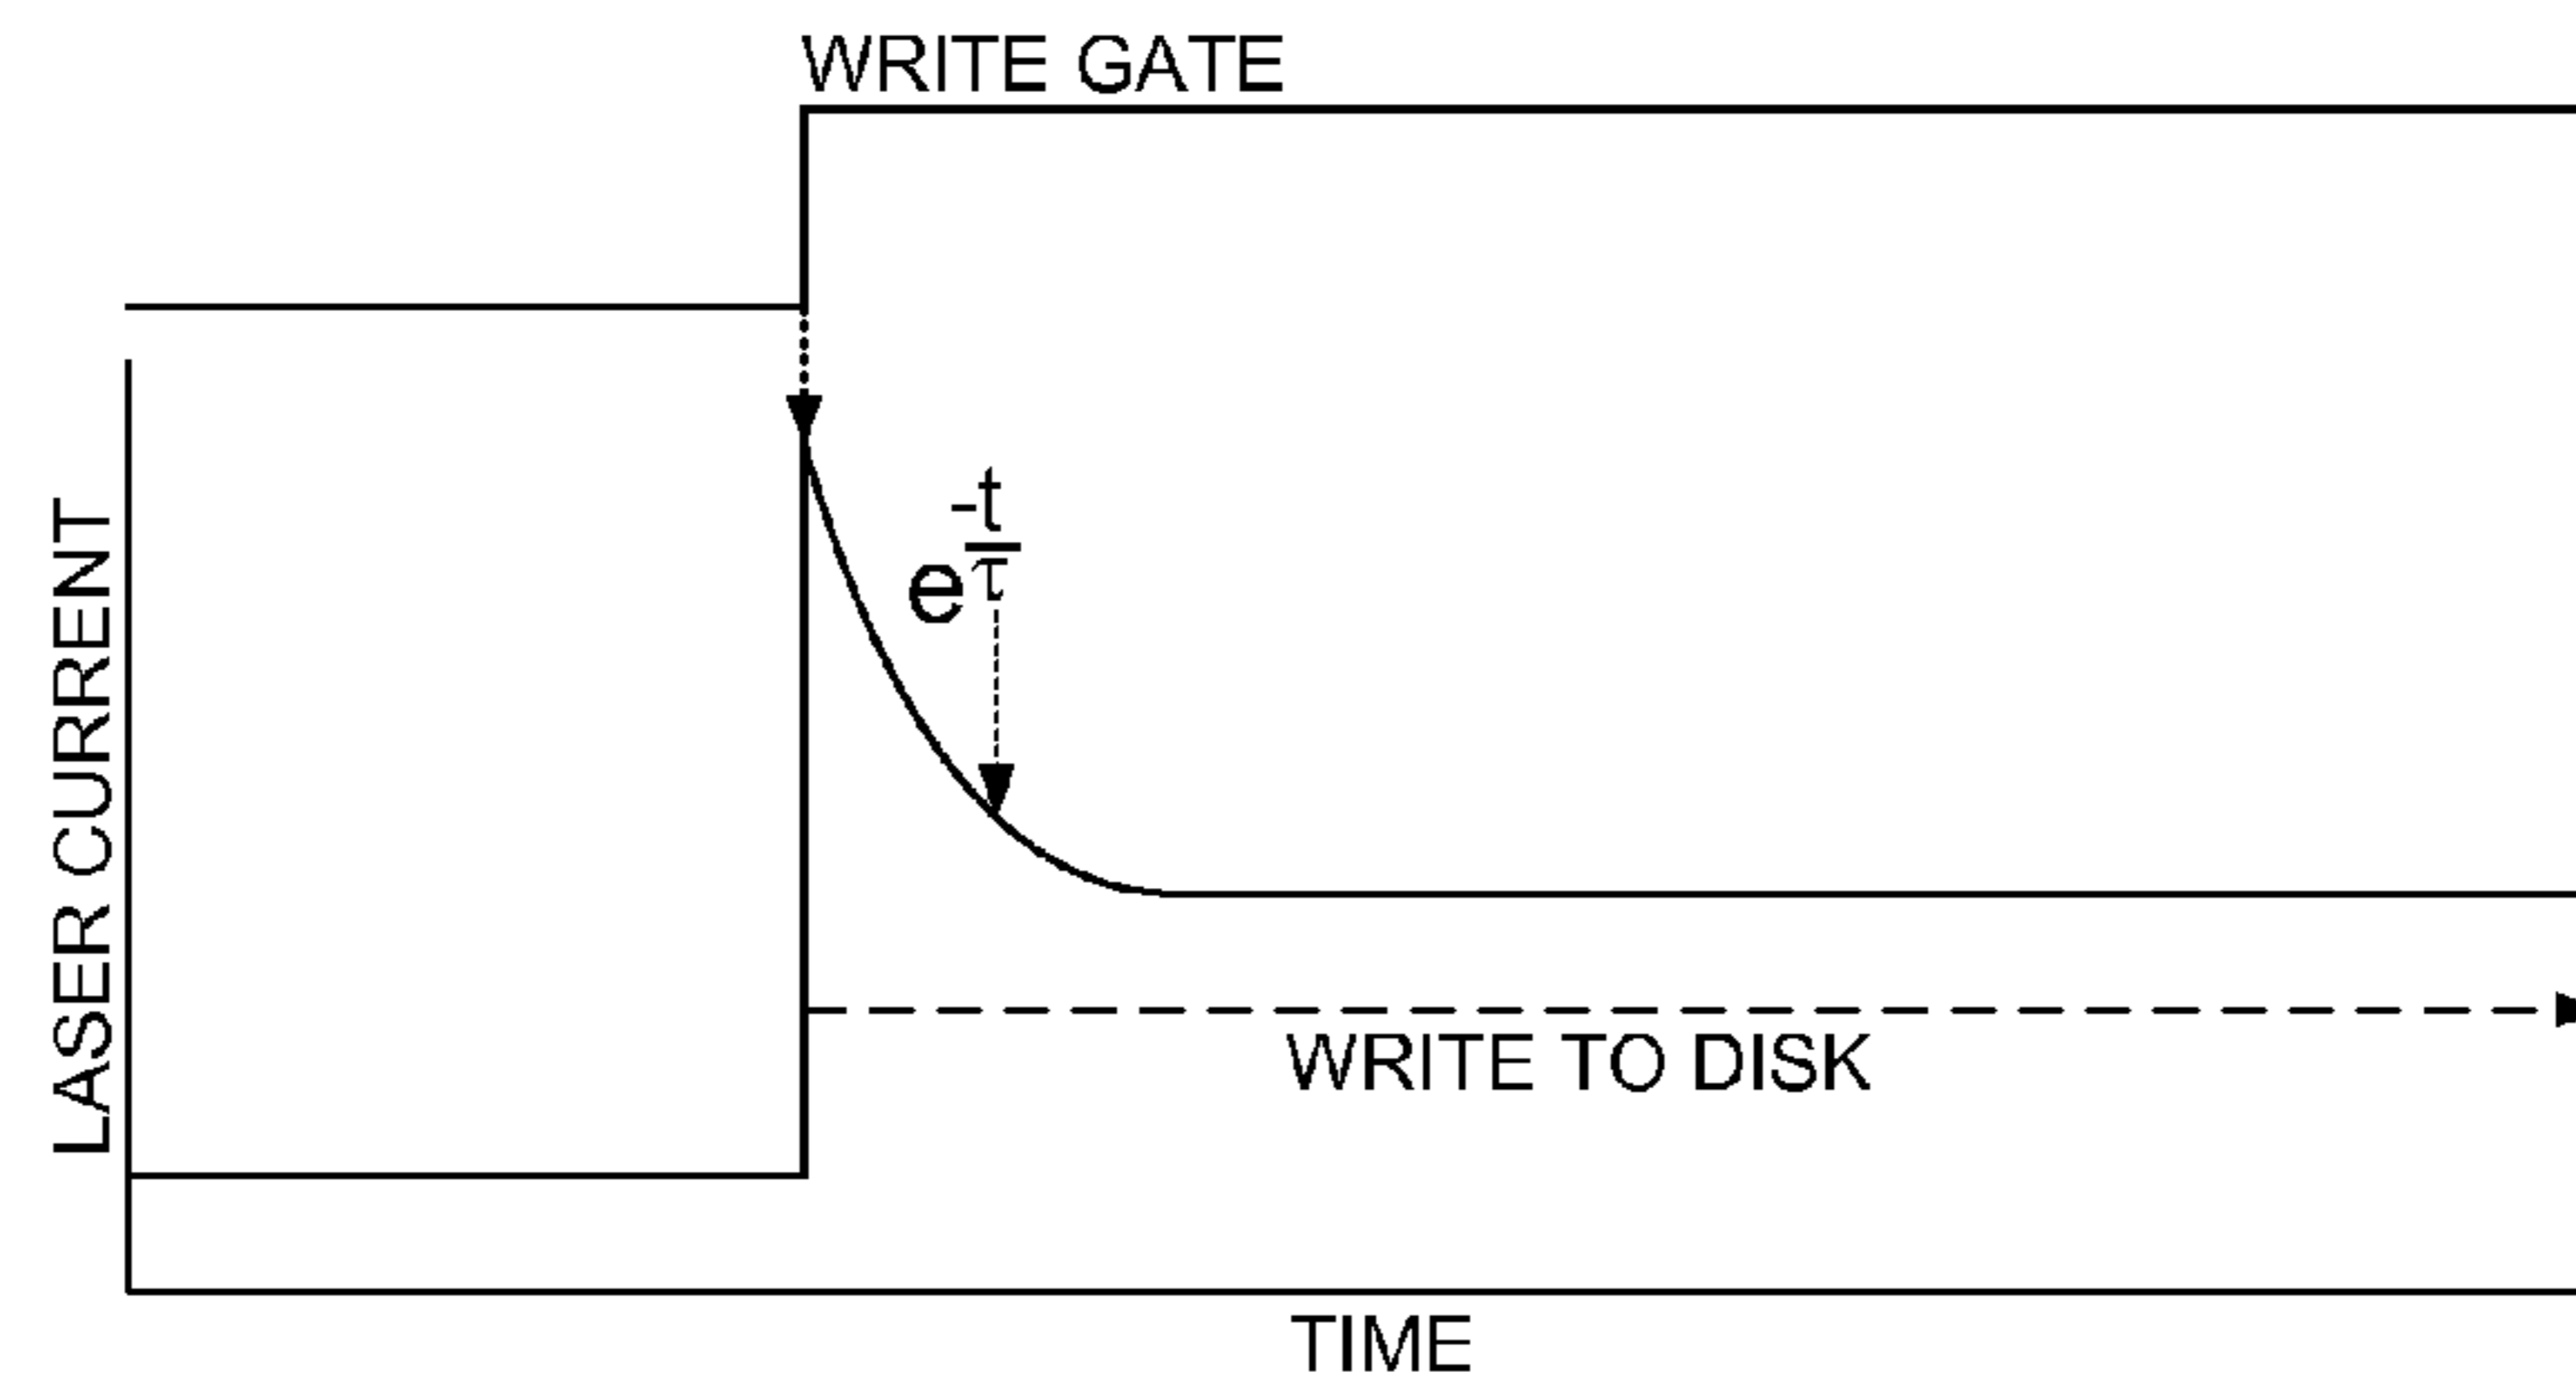 WRITE GATE
LASER CURRENT
e^{-t/τ}
WRITE TO DISK
TIME